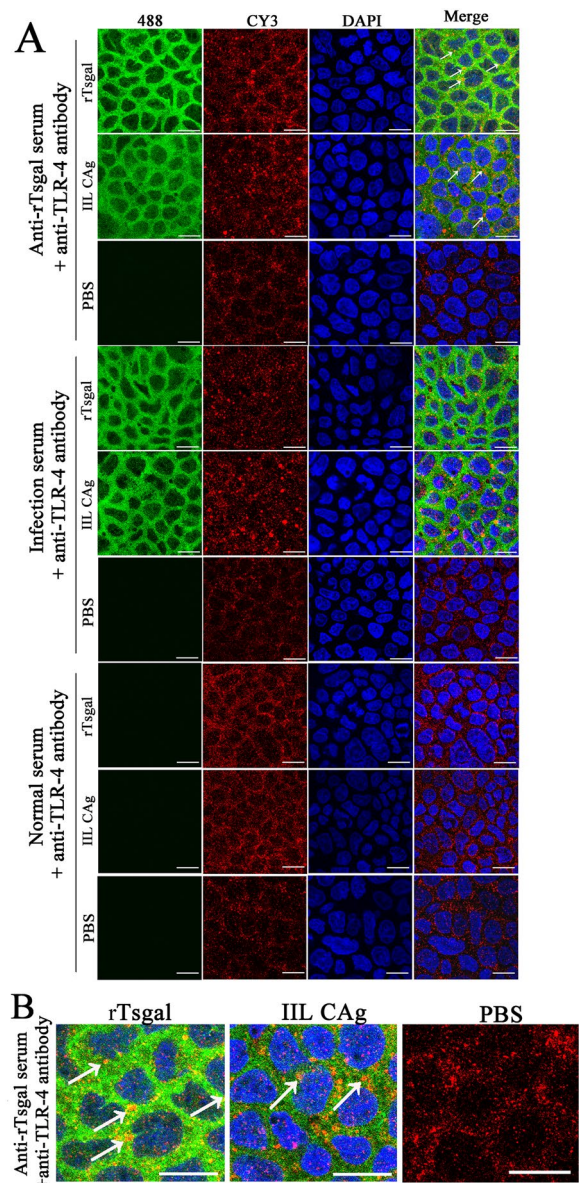 A
488 CY3 DAPI Merge
Anti-rTsgal serum
+ anti-TLR-4 antibody
rTsgal
IIL CAg
PBS
Infection serum
+ anti-TLR-4 antibody
rTsgal
IIL CAg
PBS
Normal serum
+ anti-TLR-4 antibody
rTsgal
IIL CAg
PBS
B
rTsgal IIL CAg PBS
Anti-rTsgal serum
-anti-TLR-4 antibody